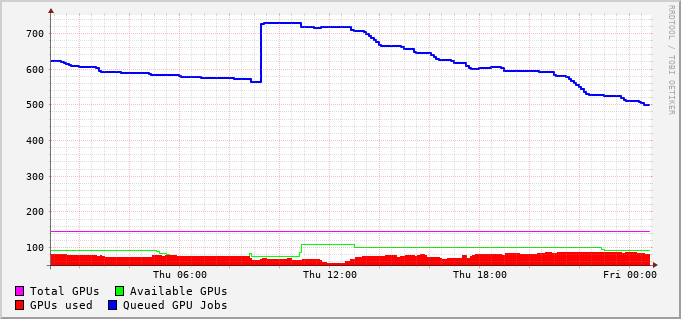 700
600
500
400
300
200
100
Thu 06:00 Thu 12:00 Thu 18:00 Fri 00:00
Total GPUs Available GPUs
GPUs used Queued GPU Jobs
RRDTOOL / TOBI OETIKER